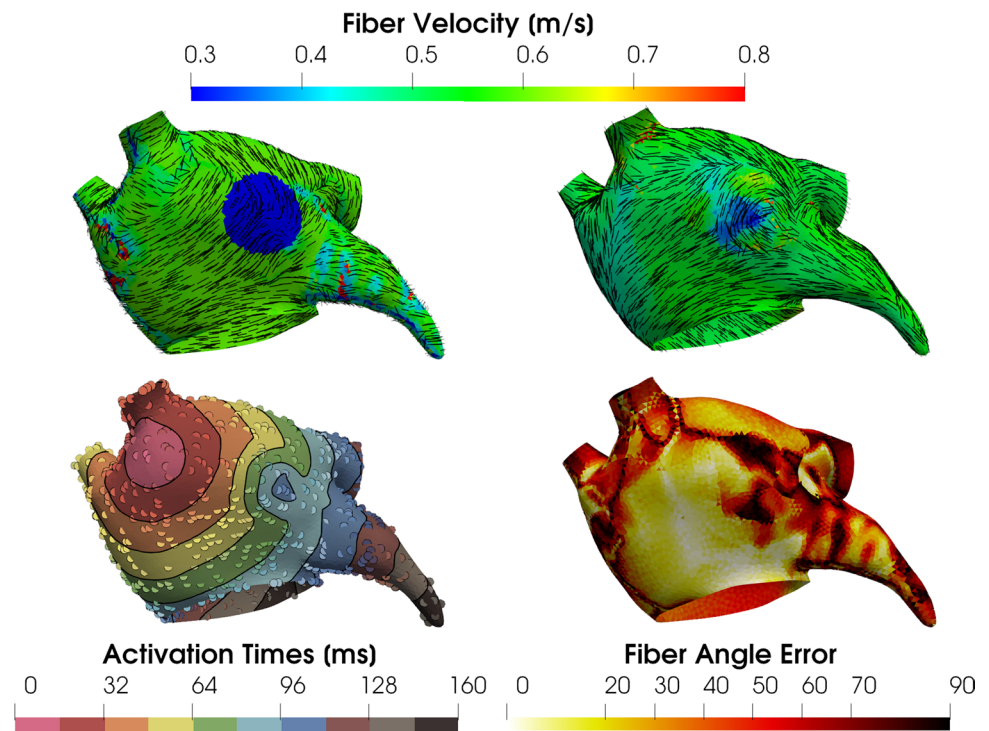 Fiber Velocity (m/s)
0.3 0.4 0.5 0.6 0.7 0.8
Activation Times (ms)
0 32 64 96 128 160
Fiber Angle Error
0 20 30 40 50 60 70 90